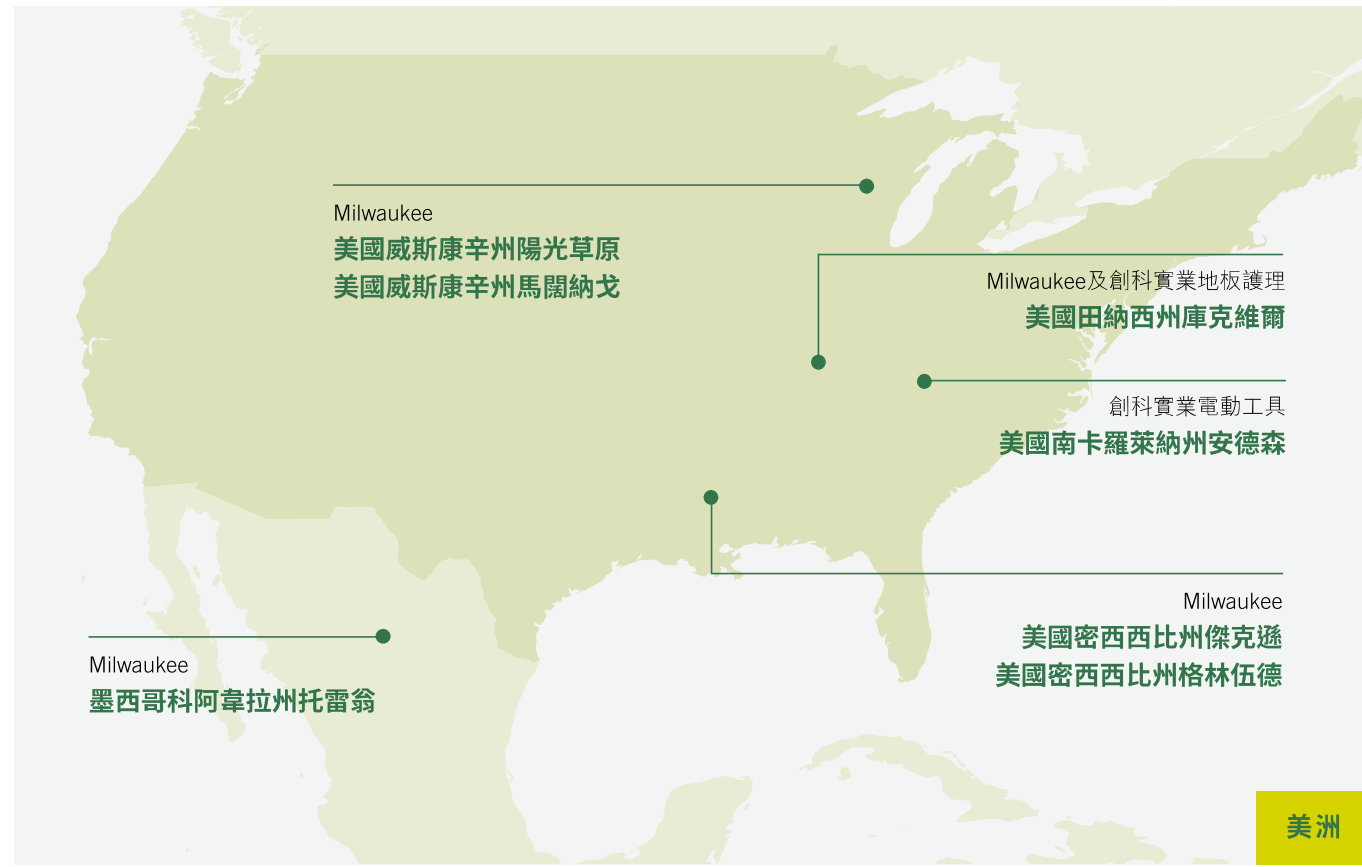 Milwaukee
美國威斯康辛州陽光草原
美國威斯康辛州馬闊納戈
Milwaukee及創科實業地板護理
美國田納西州庫克維爾
創科實業電動工具
美國南卡羅萊納州安德森
Milwaukee
美國密西西比州傑克遜
美國密西西比州格林伍德
Milwaukee
墨西哥科阿韋拉州托雷翁
美洲